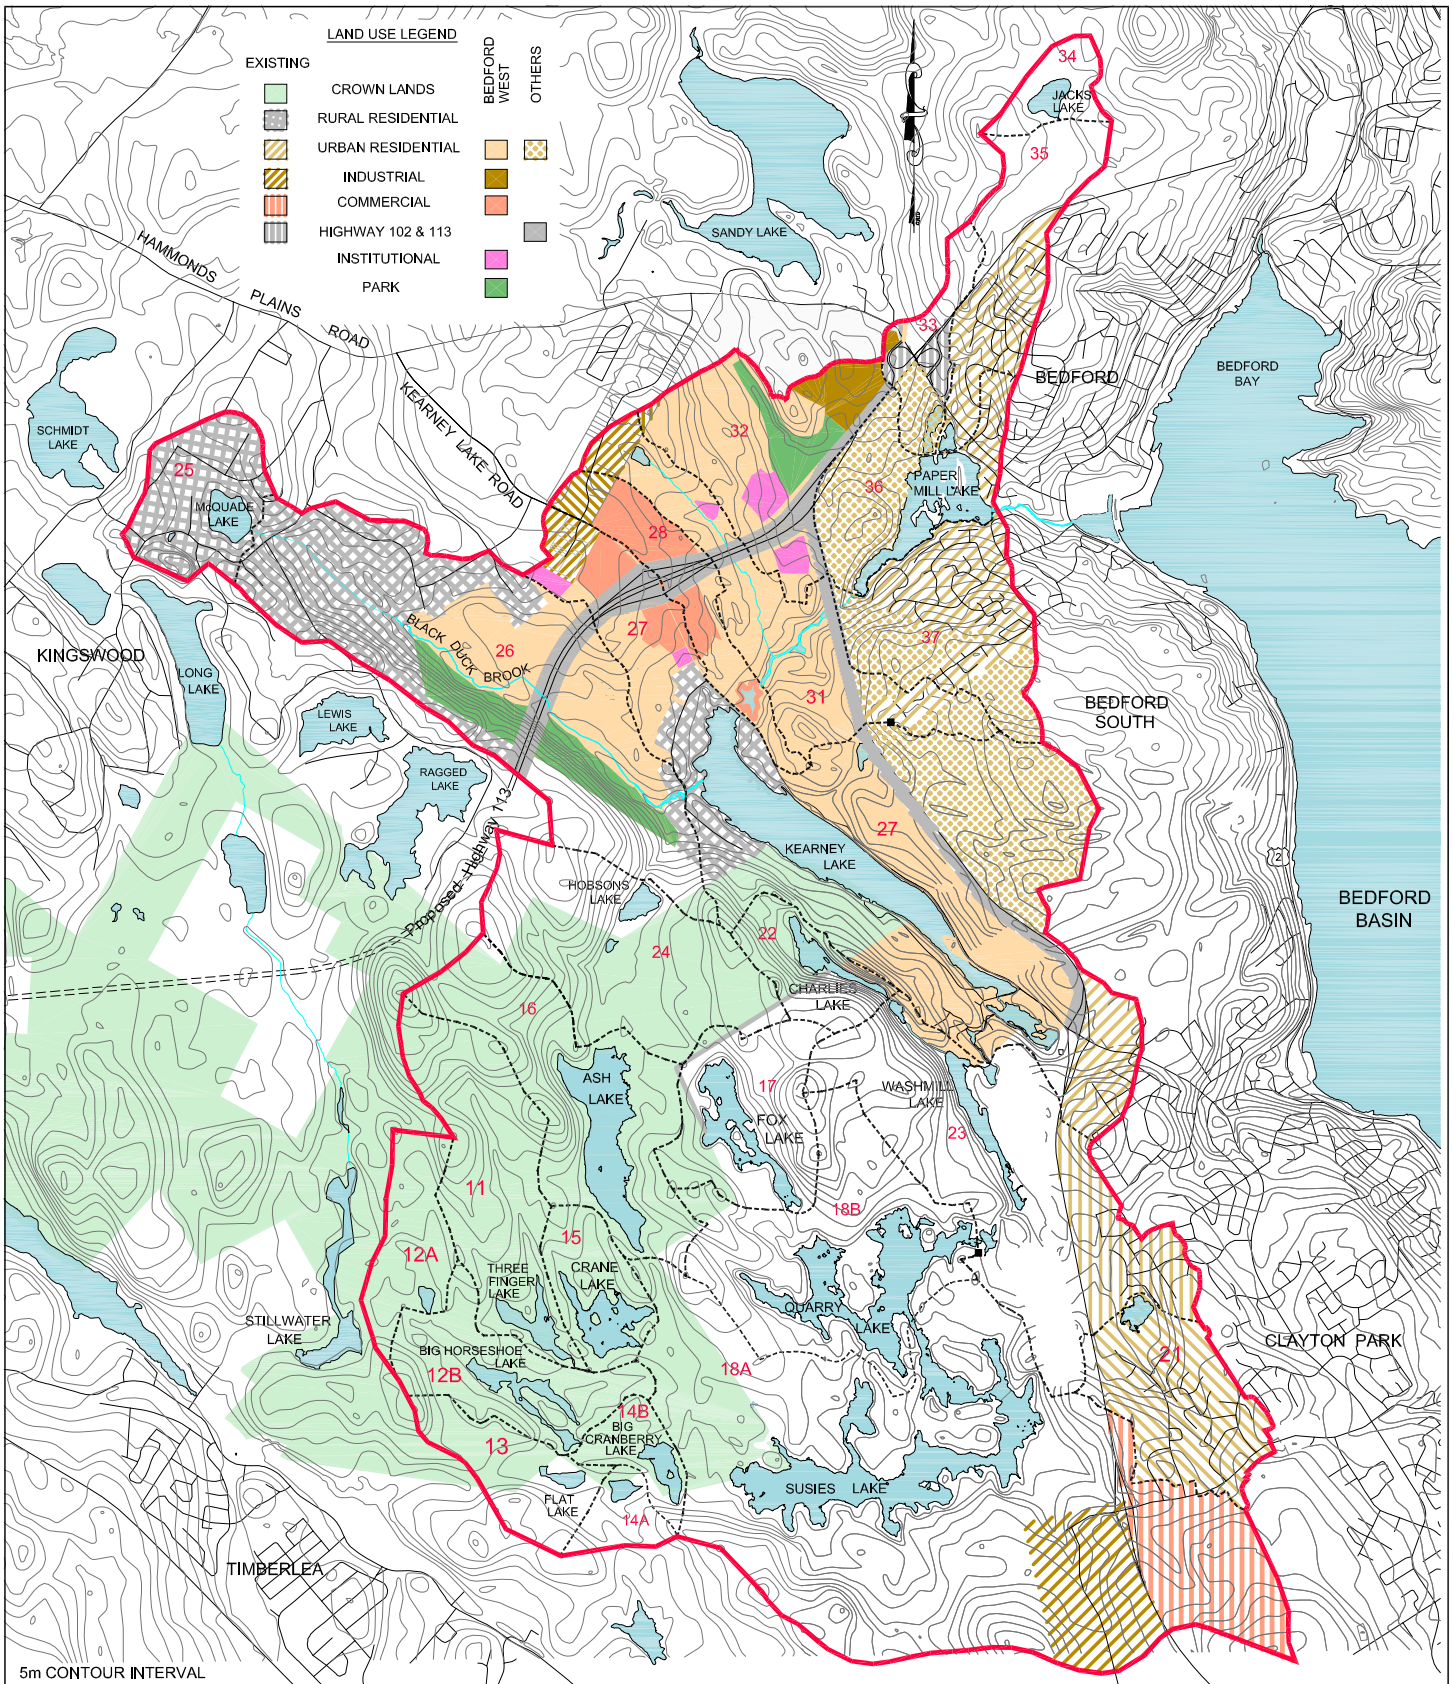 LAND USE LEGEND
EXISTING
BEDFORD
WEST
OTHERS
CROWN LANDS
RURAL RESIDENTIAL
URBAN RESIDENTIAL
INDUSTRIAL
COMMERCIAL
HIGHWAY 102 & 113
INSTITUTIONAL
PARK
34
JACKS
LAKE
35
SANDY LAKE
HAMMONDS
PLAINS
ROAD
33
BEDFORD
BEDFORD
BAY
SCHMIDT
LAKE
KEARNEY LAKE ROAD
32
25
McQUADE
LAKE
36
PAPER
MILL LAKE
28
BLACK DUCK
BROOK
26
27
37
KINGSWOOD
LONG
LAKE
LEWIS
LAKE
31
BEDFORD
SOUTH
RAGGED
LAKE
Proposed Highway 113
27
KEARNEY
LAKE
2
HOBSONS
LAKE
BEDFORD
BASIN
22
24
CHARLIES
LAKE
16
ASH
LAKE
17
WASHMILL
LAKE
FOX
LAKE
23
11
18B
15
12A
THREE
FINGER
LAKE
CRANE
LAKE
QUARRY
LAKE
STILLWATER
LAKE
CLAYTON PARK
BIG HORSESHOE
LAKE
12B
18A
21
14B
BIG
CRANBERRY
LAKE
13
SUSIES LAKE
FLAT
LAKE
14A
TIMBERLEA
5m CONTOUR INTERVAL